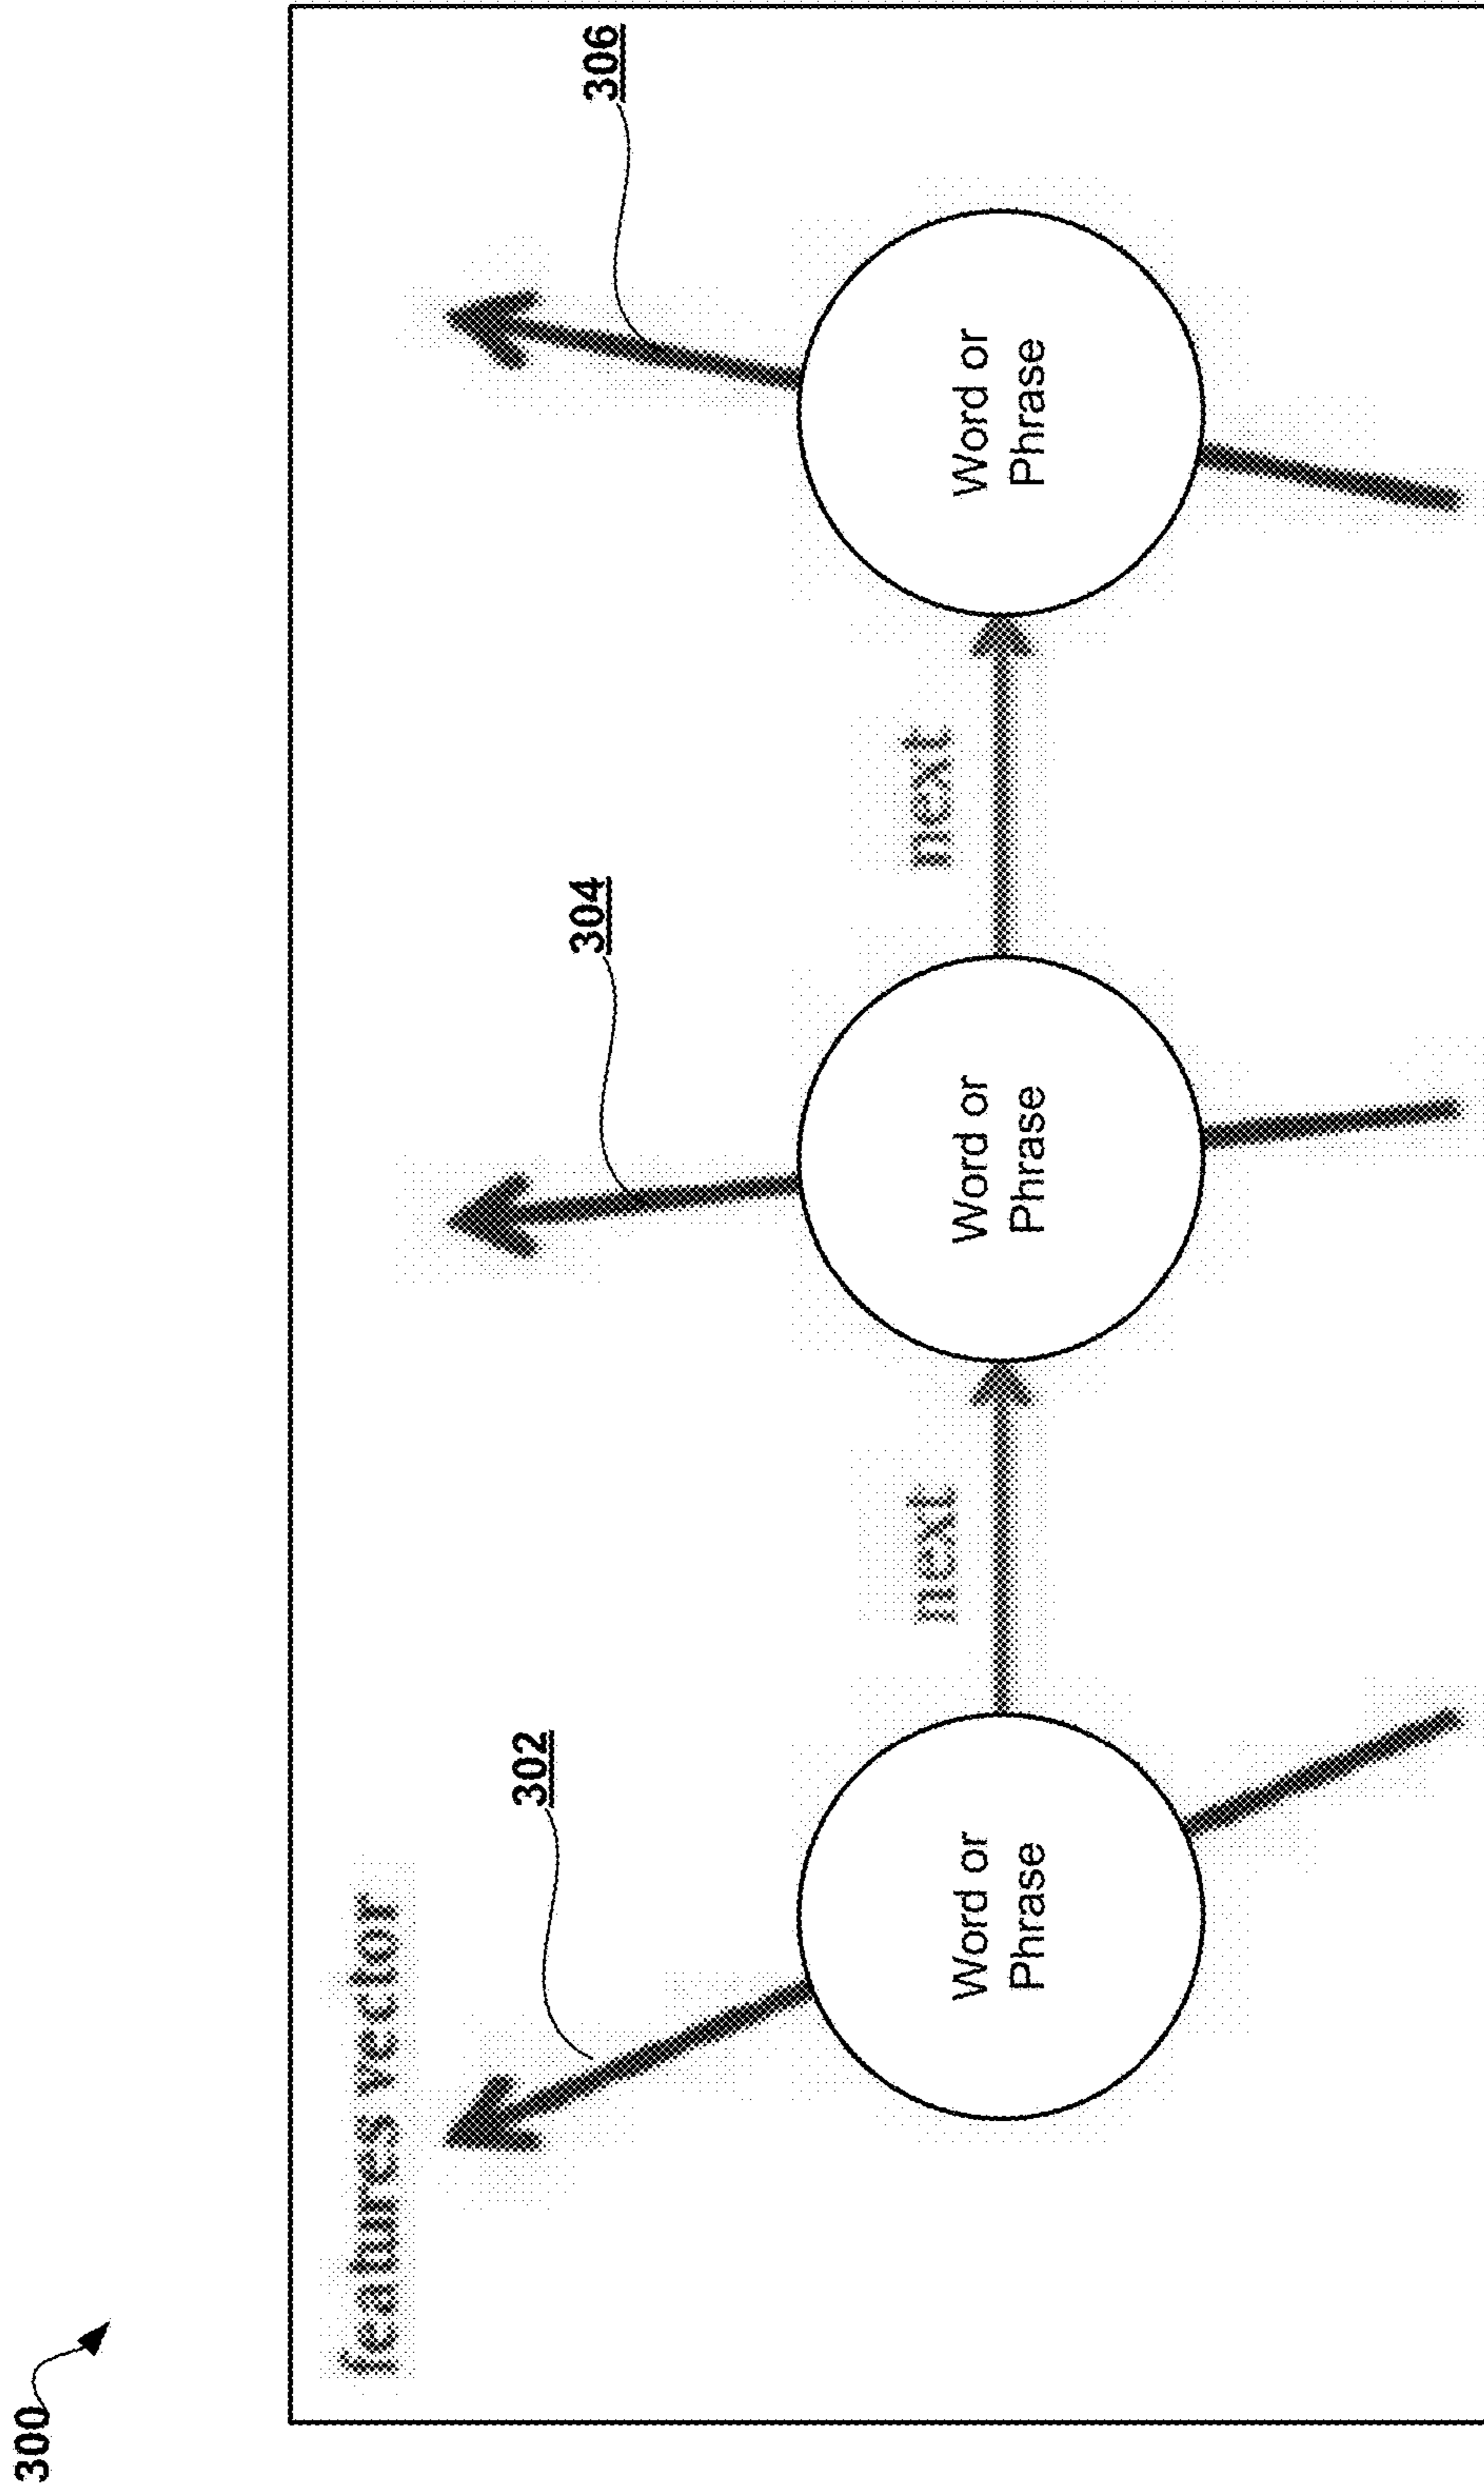 300
features vector
302
304
306
next
next
Word or
Phrase
Word or
Phrase
Word or
Phrase